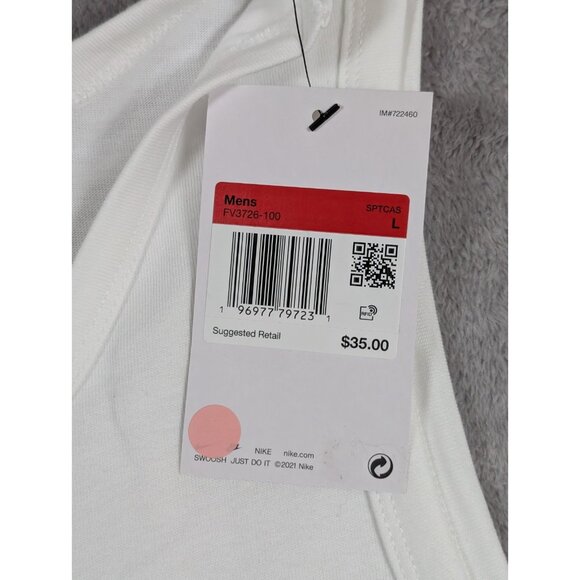 IM#722460
Mens SPTCAS
FV3726-100 L
1 96977 79723 1
RFID
Suggested Retail $35.00
NIKE nike.com
SWOOSH JUST DO IT ©2021 Nike